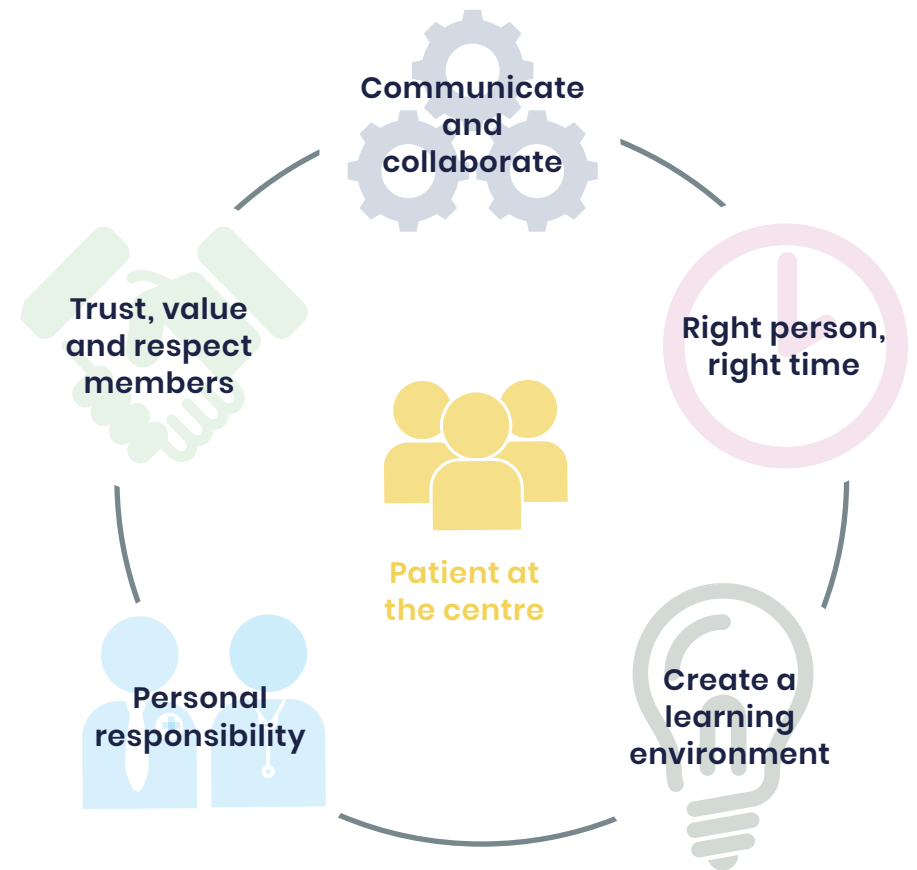 Communicate
and
collaborate
Right person,
right time
Create a
learning
environment
Personal
responsibility
Trust, value
and respect
members
Patient at
the centre